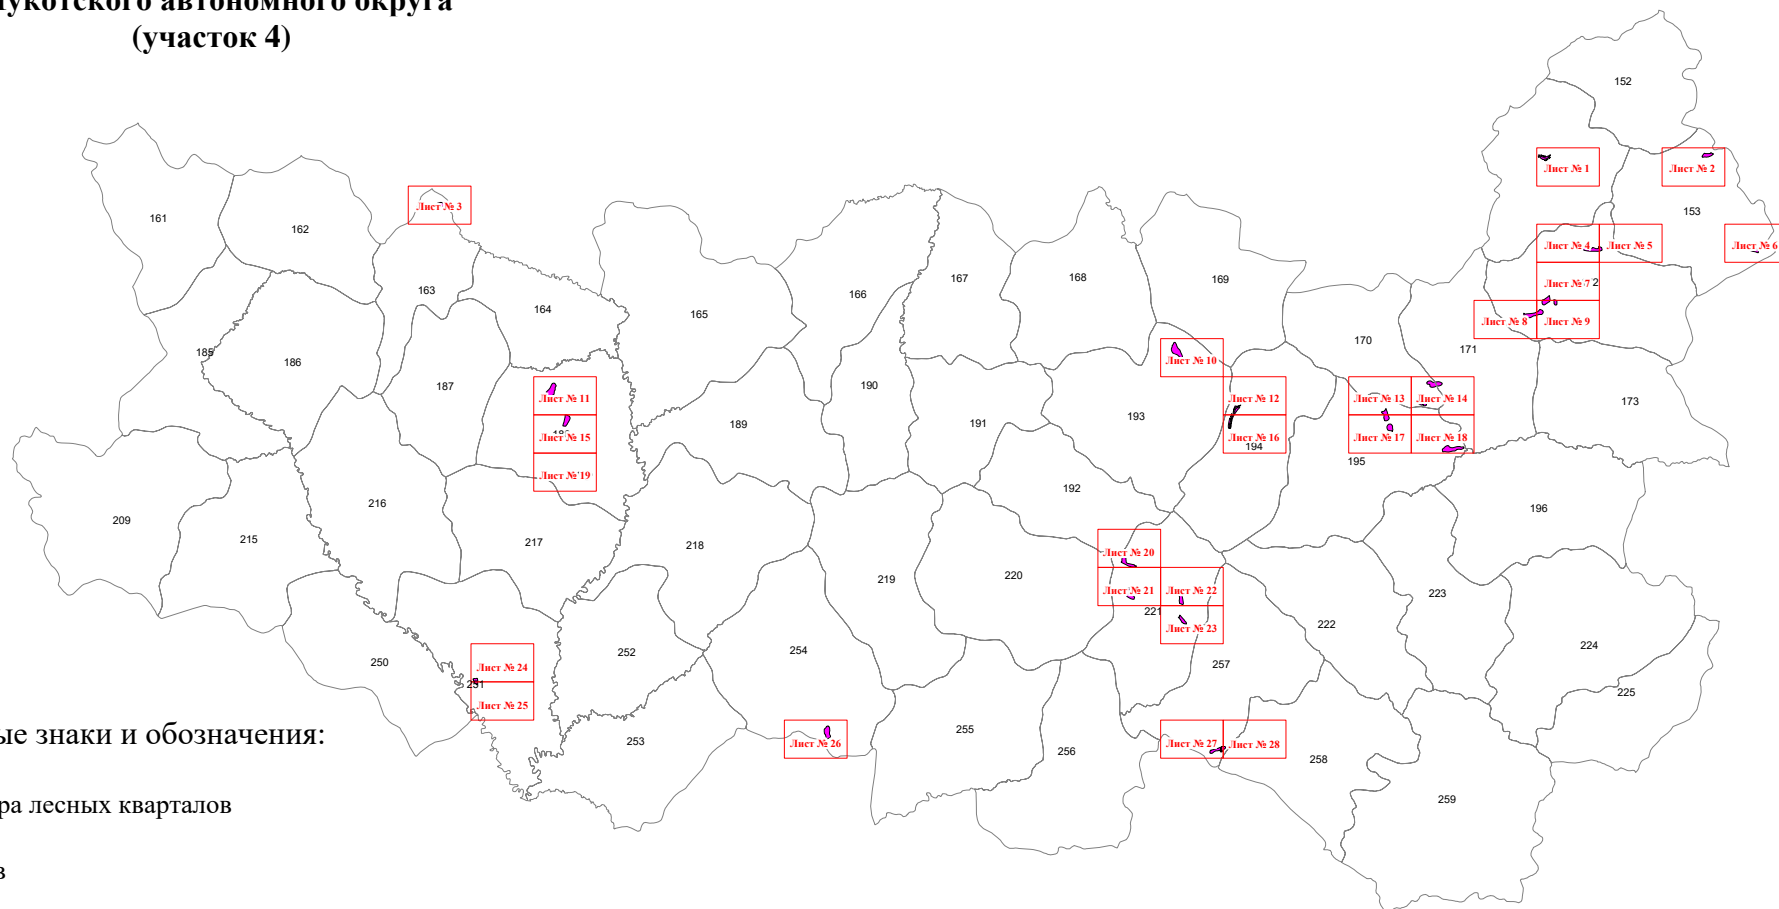 укотского автономного округа
(участок 4)
152
Лист № 1
Лист № 2
161
162
Лист № 3
153
Лист № 4
Лист № 5
Лист № 6
163
164
165
166
167
168
169
Лист № 7
2
185
186
187
170
171
Лист № 8
Лист № 9
Лист № 10
190
Лист № 11
Лист № 12
Лист № 13
Лист № 14
173
189
191
193
Лист № 15
Лист № 16
194
Лист № 17
Лист № 18
195
Лист № 19
192
216
196
209
215
217
218
Лист № 20
219
220
Лист № 21
Лист № 22
221
223
Лист № 23
222
250
252
254
257
224
Лист № 24
225
Лист № 25
ые знаки и обозначения:
253
Лист № 26
255
256
Лист № 27
Лист № 28
258
ра лесных кварталов
259
в